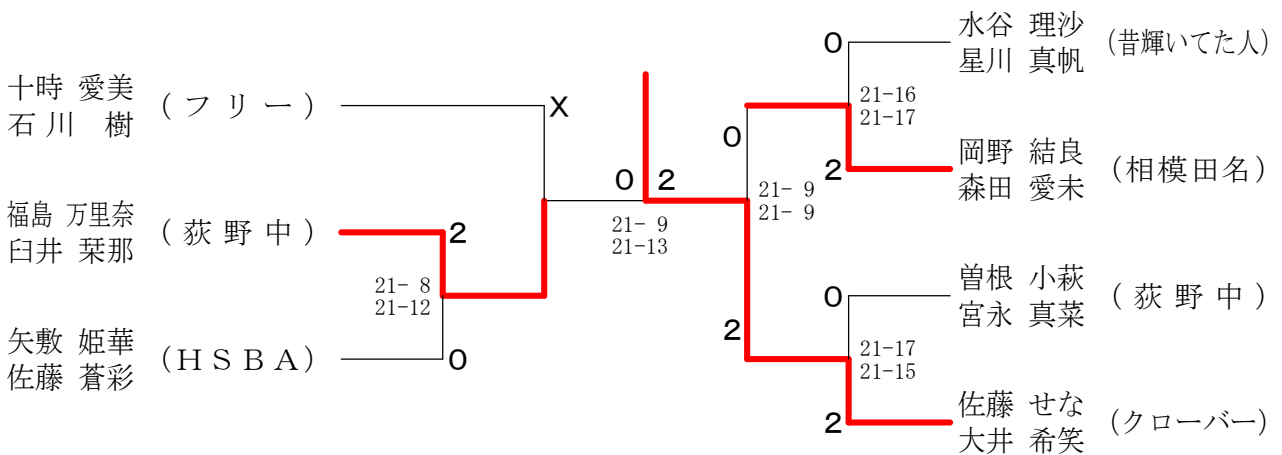 十時 愛美
石川 樹
(フリー)
X
福島 万里奈
臼井 栞那
(荻野中)
2
21- 8
21-12
矢敷 姫華
佐藤 蒼彩
(HSBA)
0
0 2
21- 9
21-13
水谷 理沙
星川 真帆
(昔輝いてた人)
0
21-16
21-17
岡野 結良
森田 愛未
(相模田名)
2
0
21- 9
21- 9
2
曽根 小萩
宮永 真菜
(荻野中)
0
21-17
21-15
佐藤 せな
大井 希笑
(クローバー)
2